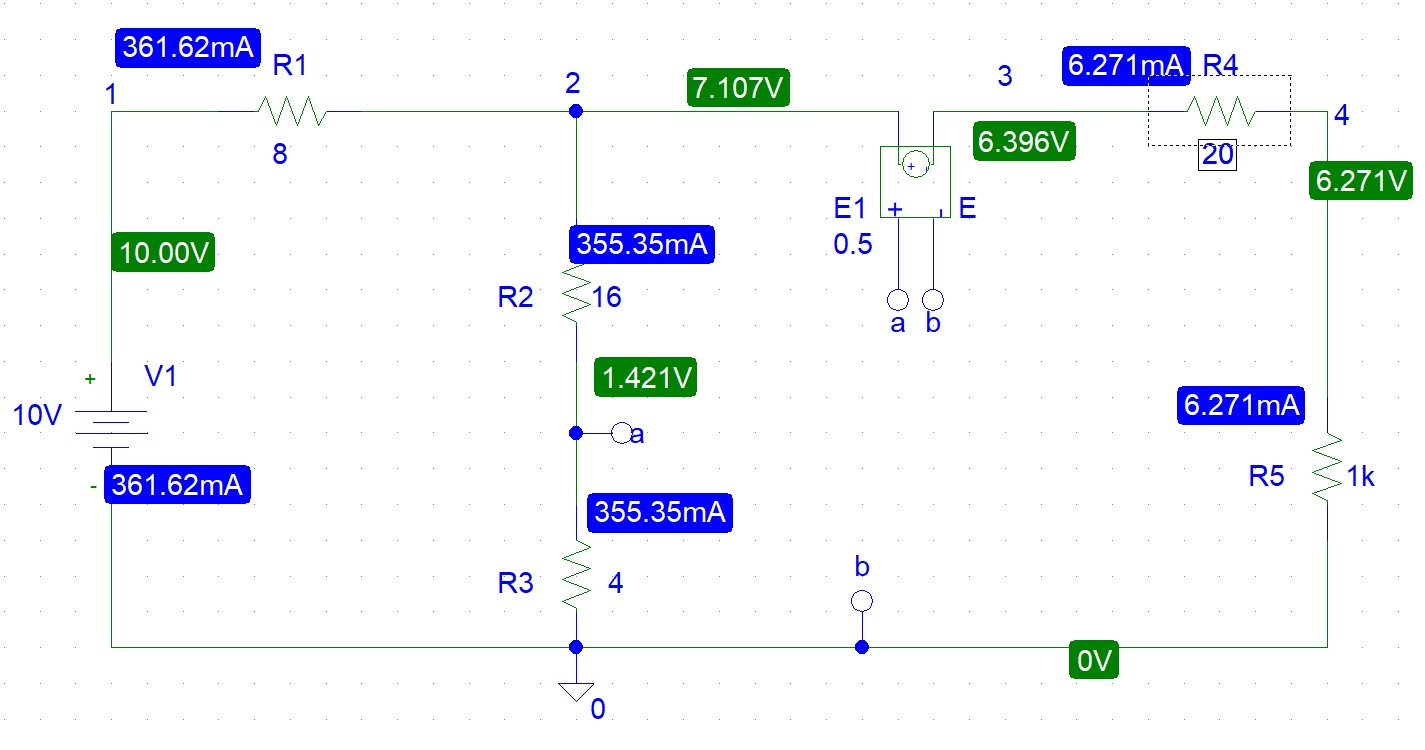 361.62mA
R1
1
8
2
7.107V
3
6.271mA
R4
4
6.396V
20
6.271V
E1
+
E
0.5
a
b
10.00V
355.35mA
R2
16
1.421V
a
+
V1
10V
-
361.62mA
6.271mA
R5
1k
355.35mA
R3
4
b
0V
0